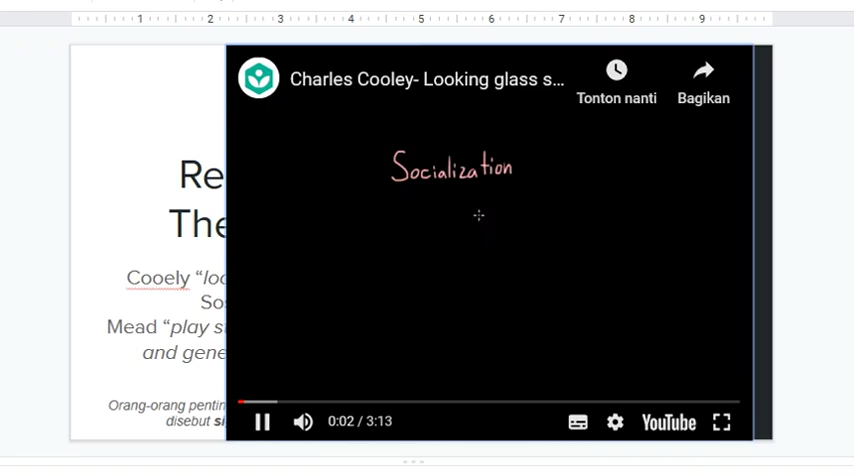 1 2 3 4 5 6 7 8 9
Charles Cooley- Looking glass s...
Tonton nanti
Bagikan
Socialization
Re
The
Cooely “loo
So
Mead “play s
and gene
Orang-orang pentin
disebut si
0:02 / 3:13
YouTube